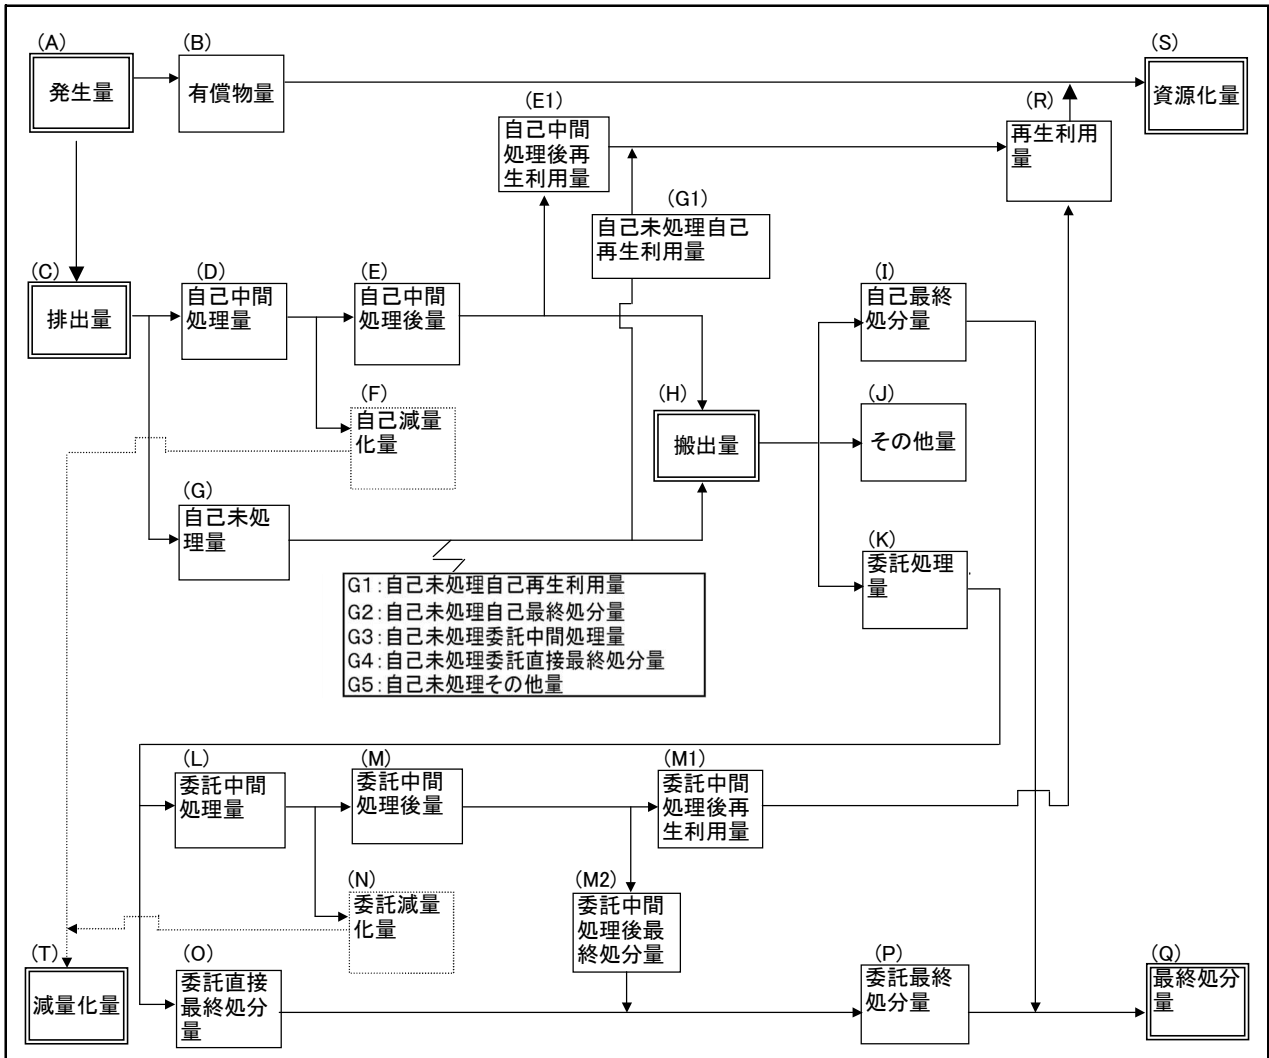 (A)
発生量
(B)
有償物量
(S)
資源化量
(E1)
自己中間
処理後再
生利用量
(R)
再生利用
量
(G1)
自己未処理自己
再生利用量
(C)
排出量
(D)
自己中間
処理量
(E)
自己中間
処理後量
(I)
自己最終
処分量
(F)
自己減量
化量
(H)
搬出量
(J)
その他量
(G)
自己未処
理量
(K)
委託処理
量
G1:自己未処理自己再生利用量
G2:自己未処理自己最終処分量
G3:自己未処理委託中間処理量
G4:自己未処理委託直接最終処分量
G5:自己未処理その他量
(L)
委託中間
処理量
(M)
委託中間
処理後量
(M1)
委託中間
処理後再
生利用量
(N)
委託減量
化量
(M2)
委託中間
処理後最
終処分量
(T)
減量化量
(O)
委託直接
最終処分
量
(P)
委託最終
処分量
(Q)
最終処分
量